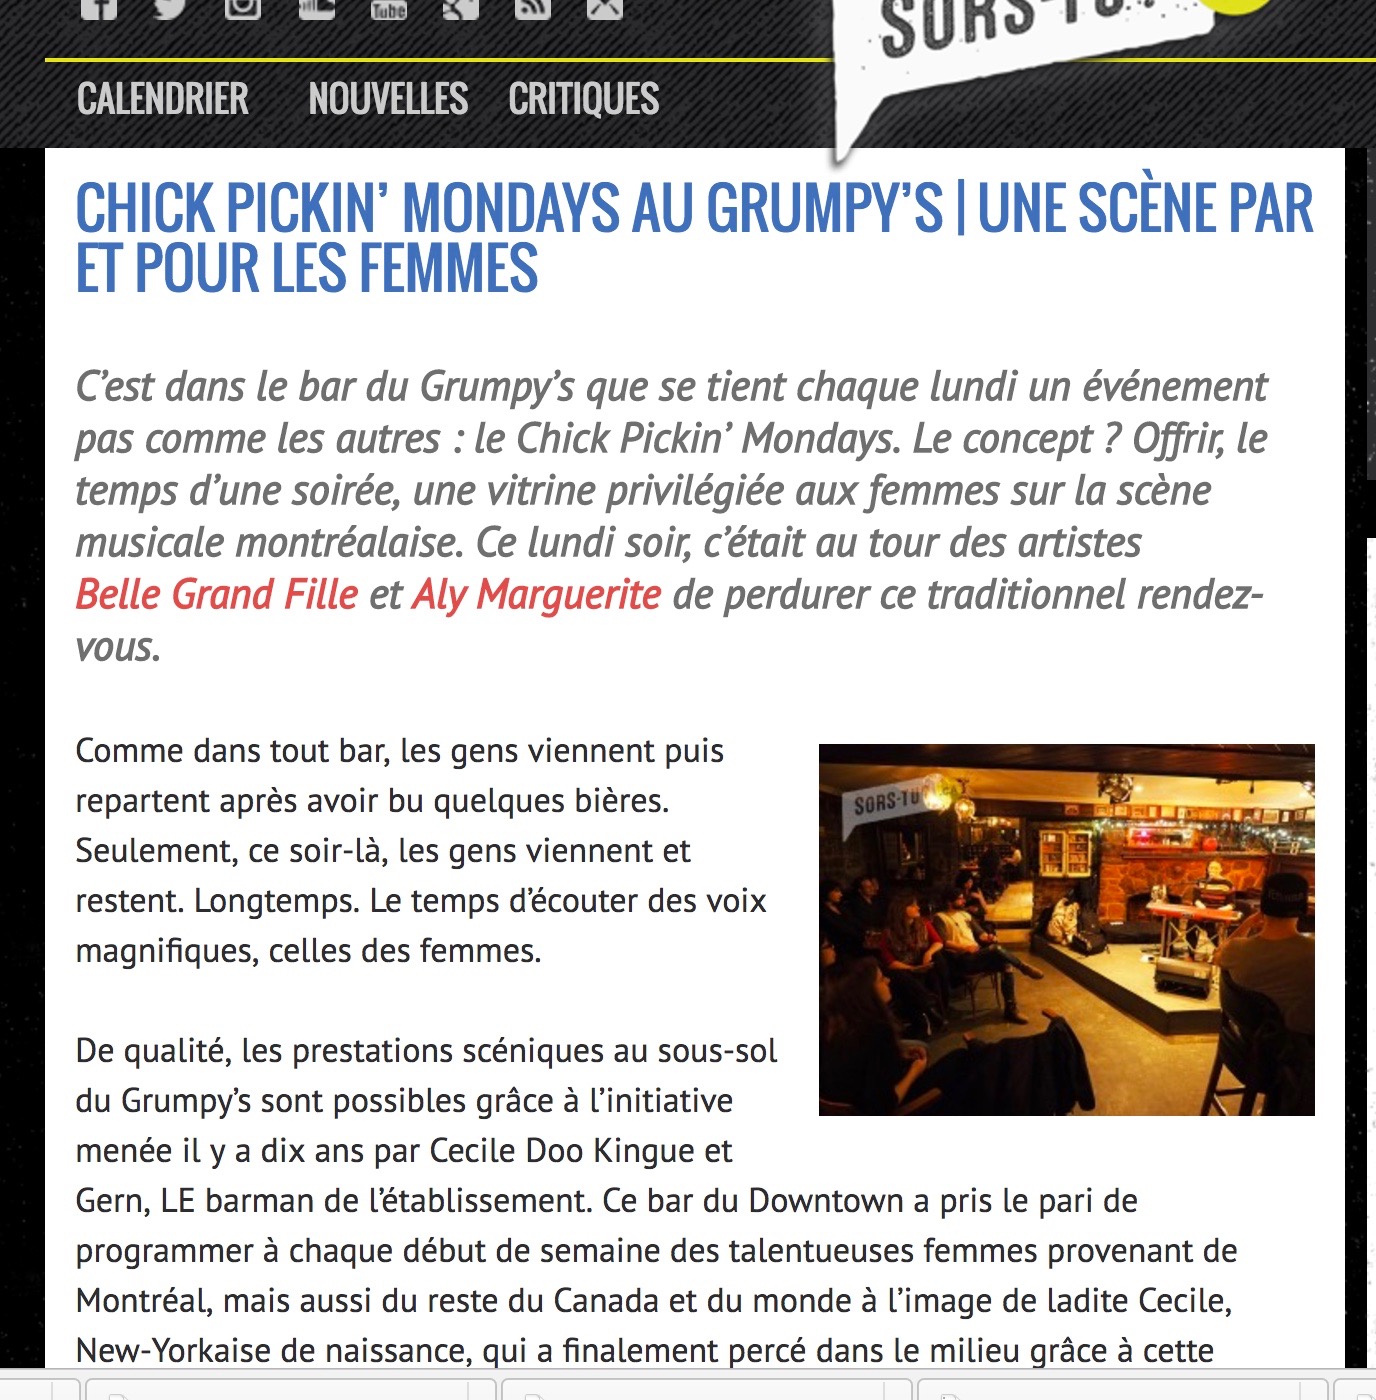 Tube
SORS-TU?
CALENDRIER NOUVELLES CRITIQUES
CHICK PICKIN’ MONDAYS AU GRUMPY’S | UNE SCÈNE PAR
ET POUR LES FEMMES
C’est dans le bar du Grumpy’s que se tient chaque lundi un événement
pas comme les autres : le Chick Pickin’ Mondays. Le concept ? Offrir, le
temps d’une soirée, une vitrine privilégiée aux femmes sur la scène
musicale montréalaise. Ce lundi soir, c’était au tour des artistes
Belle Grand Fille et Aly Marguerite de perdurer ce traditionnel rendez-
vous.
Comme dans tout bar, les gens viennent puis
repartent après avoir bu quelques bières.
Seulement, ce soir-là, les gens viennent et
restent. Longtemps. Le temps d’écouter des voix
magnifiques, celles des femmes.
SORS-TU
De qualité, les prestations scéniques au sous-sol
du Grumpy’s sont possibles grâce à l’initiative
menée il y a dix ans par Cecile Doo Kingue et
Gern, LE barman de l’établissement. Ce bar du Downtown a pris le pari de
programmer à chaque début de semaine des talentueuses femmes provenant de
Montréal, mais aussi du reste du Canada et du monde à l’image de ladite Cecile,
New-Yorkaise de naissance, qui a finalement percé dans le milieu grâce à cette